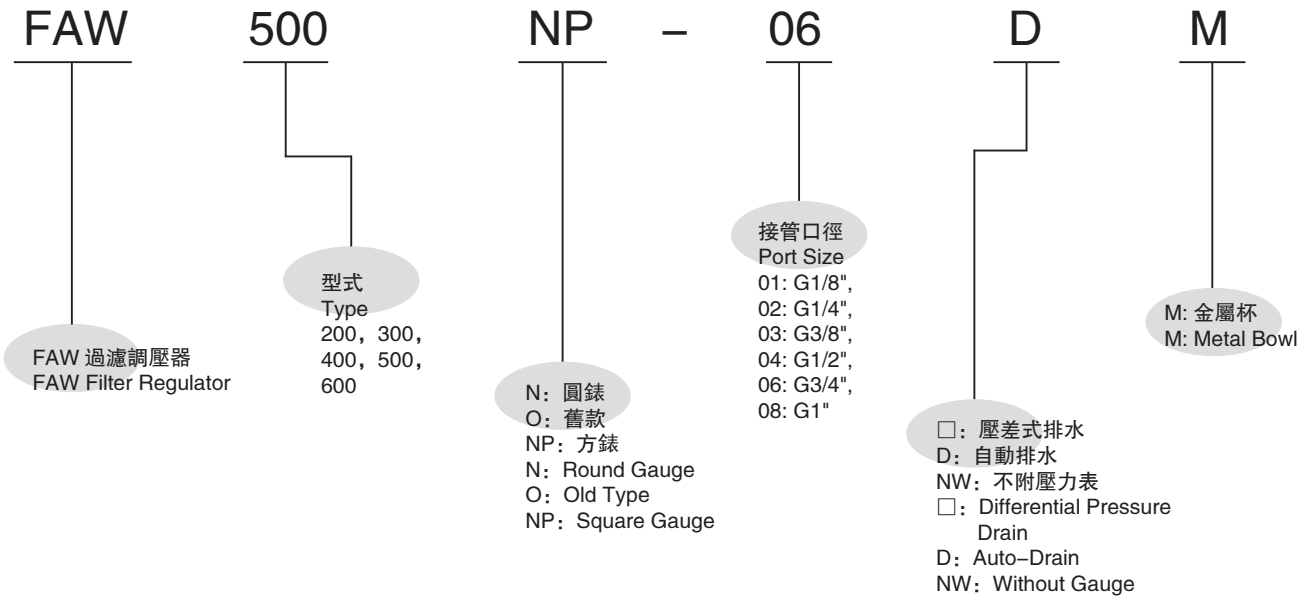 FAW 500 NP – 06 D M
FAW 過濾調壓器
FAW Filter Regulator
型式
Type
200，300，
400，500，
600
N：圓錶
O：舊款
NP：方錶
N：Round Gauge
O：Old Type
NP：Square Gauge
接管口徑
Port Size
01: G1/8",
02: G1/4",
03: G3/8",
04: G1/2",
06: G3/4",
08: G1"
□：壓差式排水
D：自動排水
NW：不附壓力表
□：Differential Pressure
Drain
D：Auto–Drain
NW：Without Gauge
M: 金屬杯
M: Metal Bowl